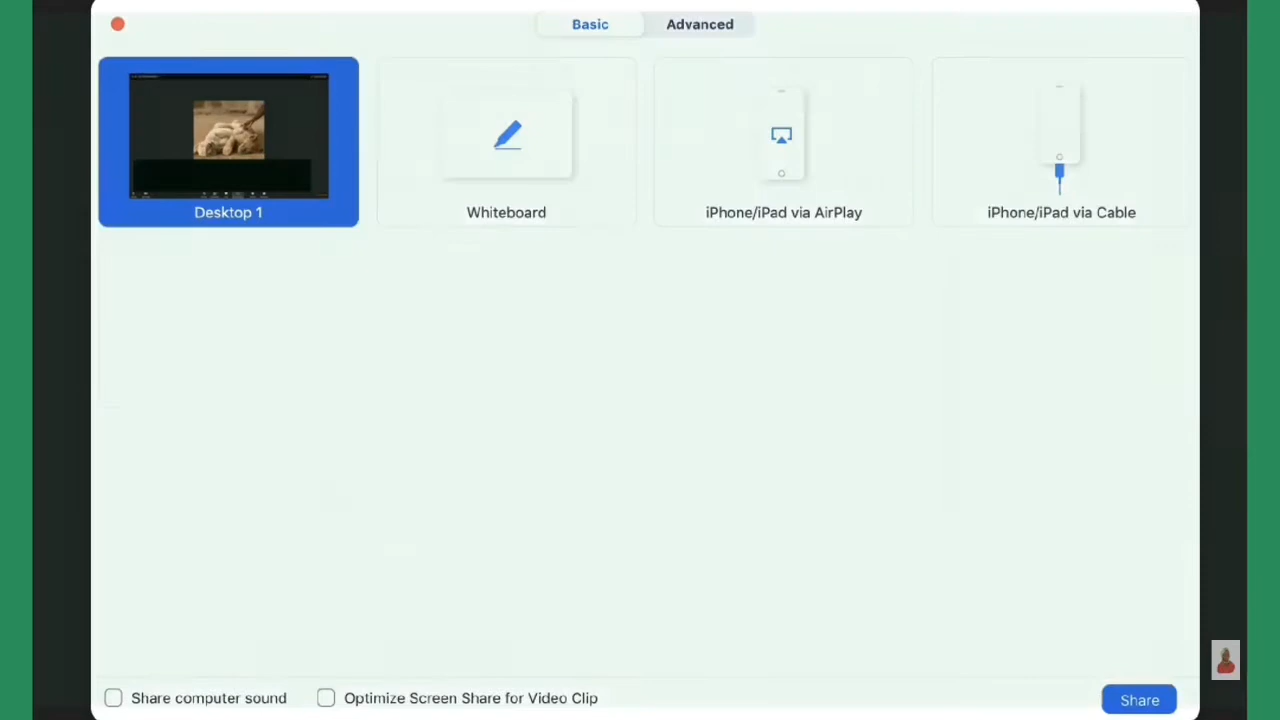 Basic Advanced
Desktop 1 Whiteboard iPhone/iPad via AirPlay iPhone/iPad via Cable
Share computer sound Optimize Screen Share for Video Clip Share